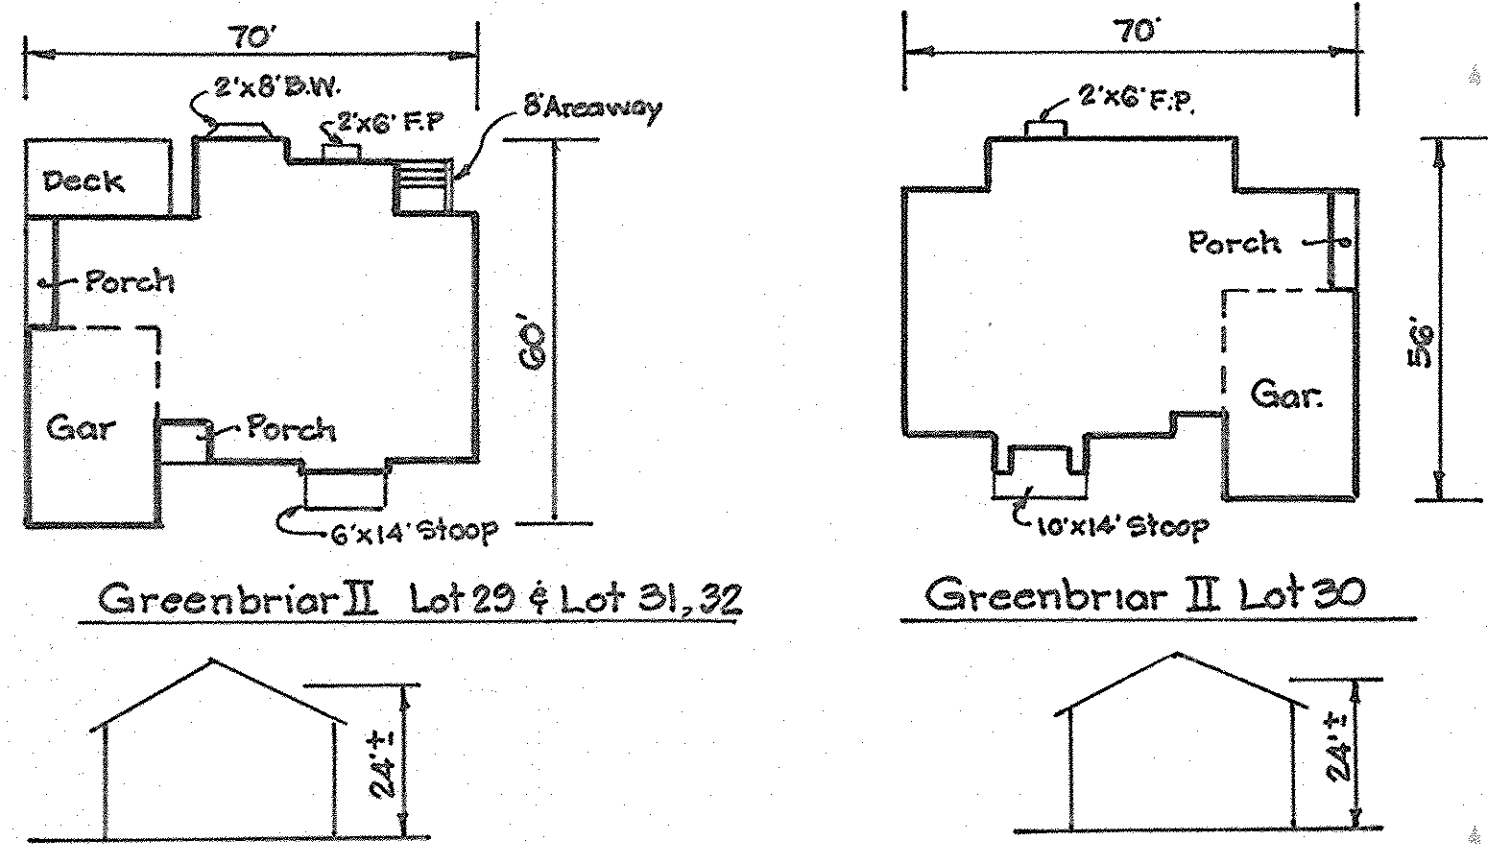 70'
2'x8' B.W.
2'x6' F.P
8' Areaway
Deck
Porch
60'
Gar
Porch
6'x14' Stoop
Greenbriar II Lot 29 & Lot 31, 32
24' ±
70'
2'x6' F.P.
Porch
56'
Gar.
10'x14' Stoop
Greenbriar II Lot 30
24' ±